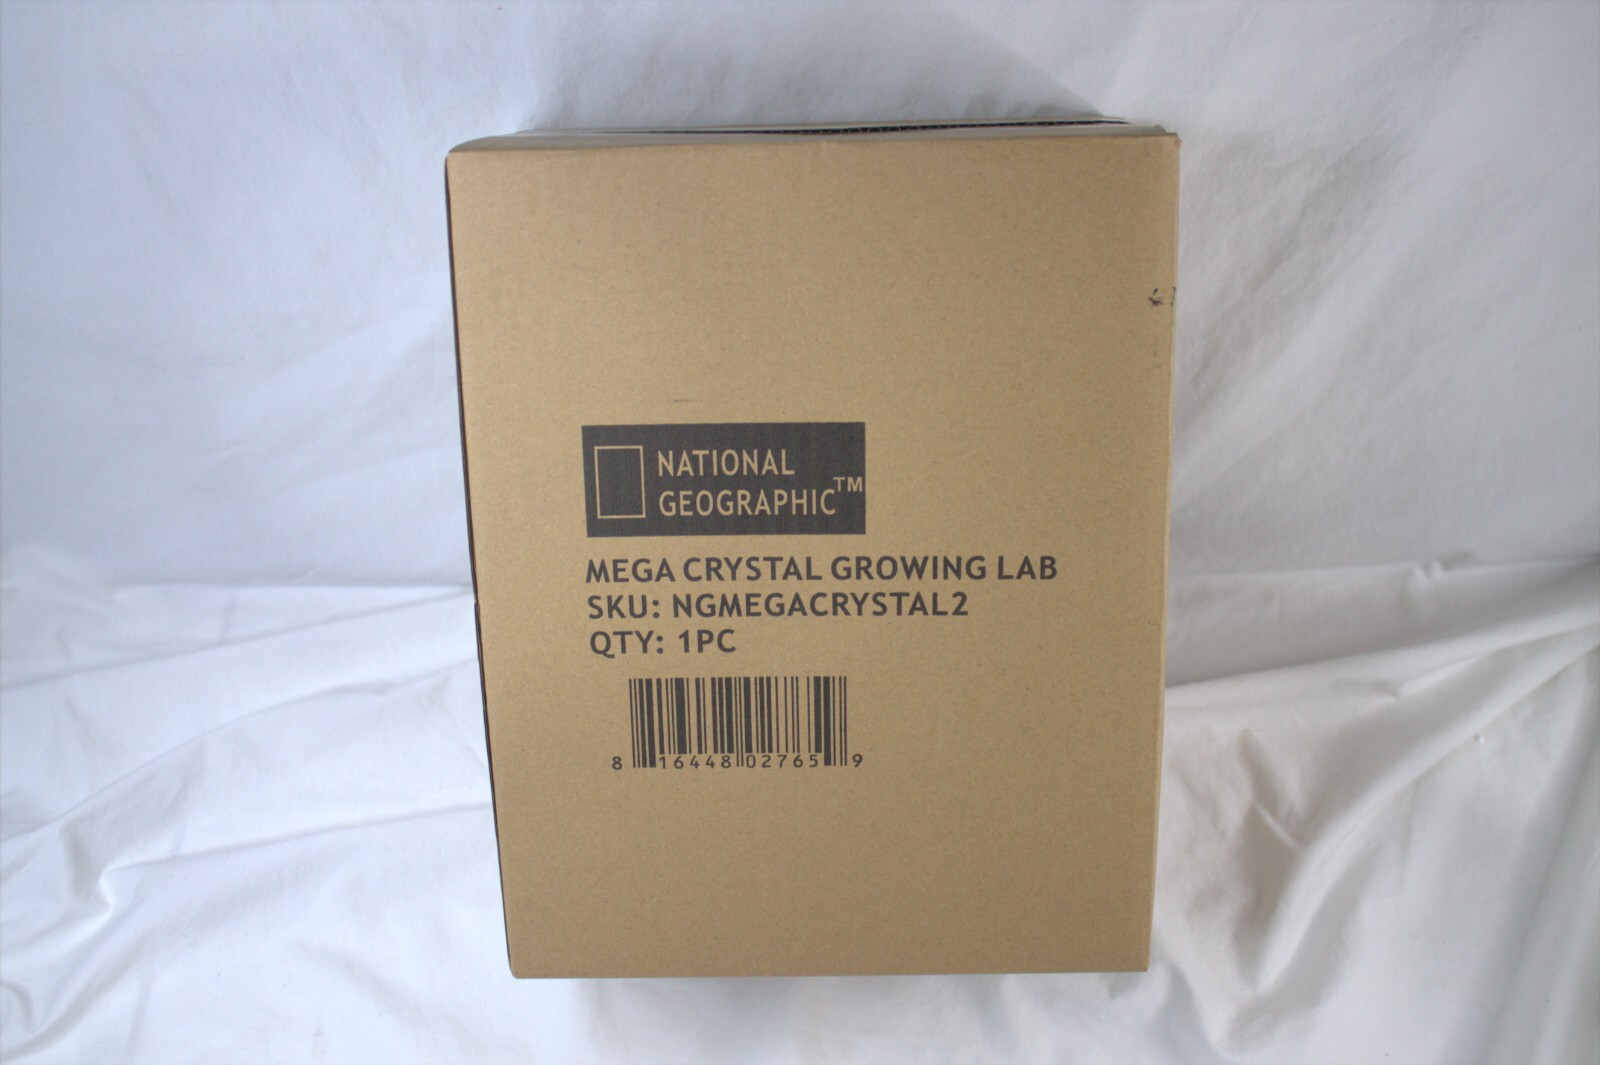 NATIONAL
GEOGRAPHIC™
MEGA CRYSTAL GROWING LAB
SKU: NGMEGACRYSTAL2
QTY: 1PC
8 16448 02765 9